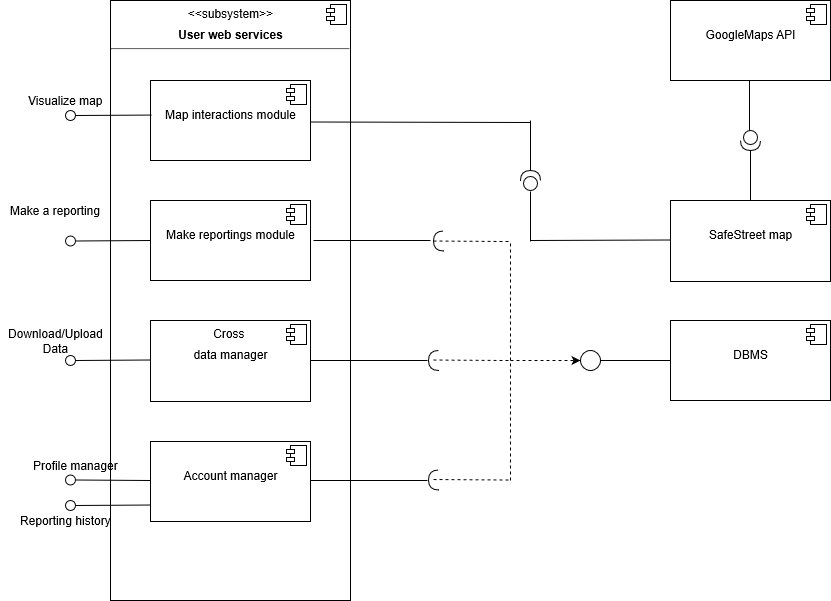 <<subsystem>>
User web services
GoogleMaps API
Visualize map
Map interactions module
Make a reporting
Make reportings module
SafeStreet map
Download/Upload
Data
Cross
data manager
DBMS
Profile manager
Account manager
Reporting history